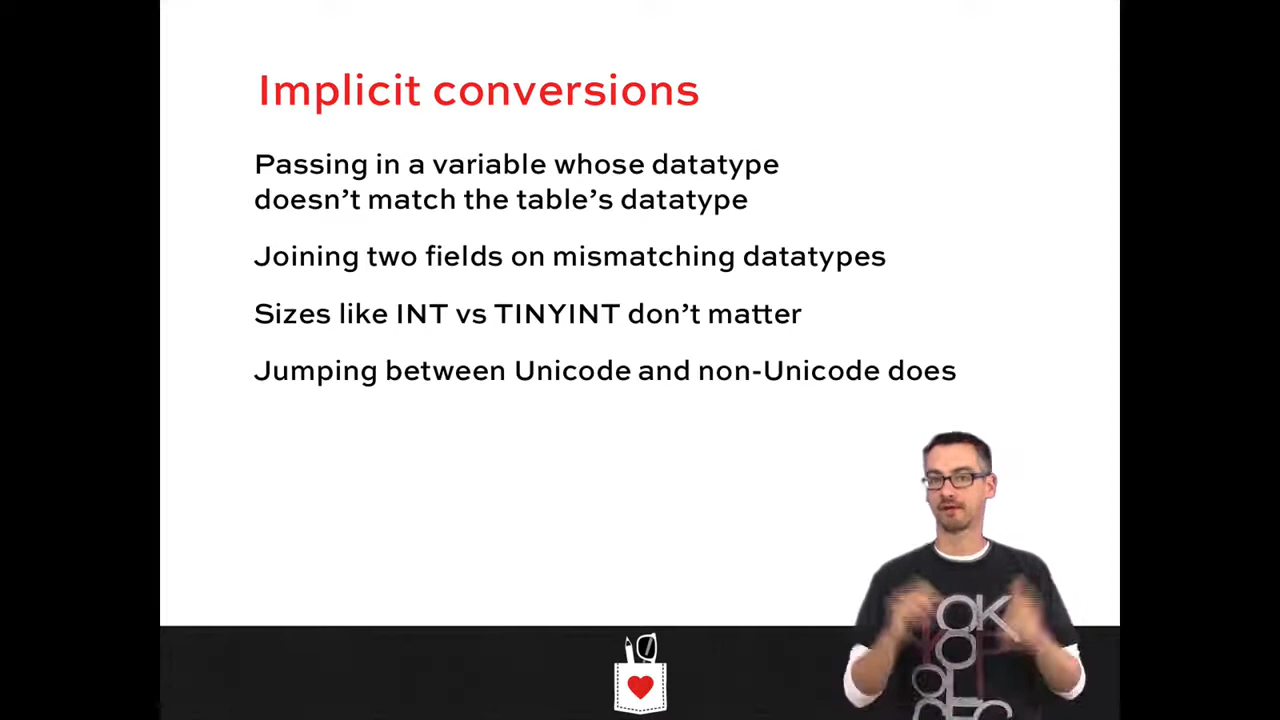 Implicit conversions
Passing in a variable whose datatype
doesn’t match the table’s datatype
Joining two fields on mismatching datatypes
Sizes like INT vs TINYINT don’t matter
Jumping between Unicode and non-Unicode does
OK